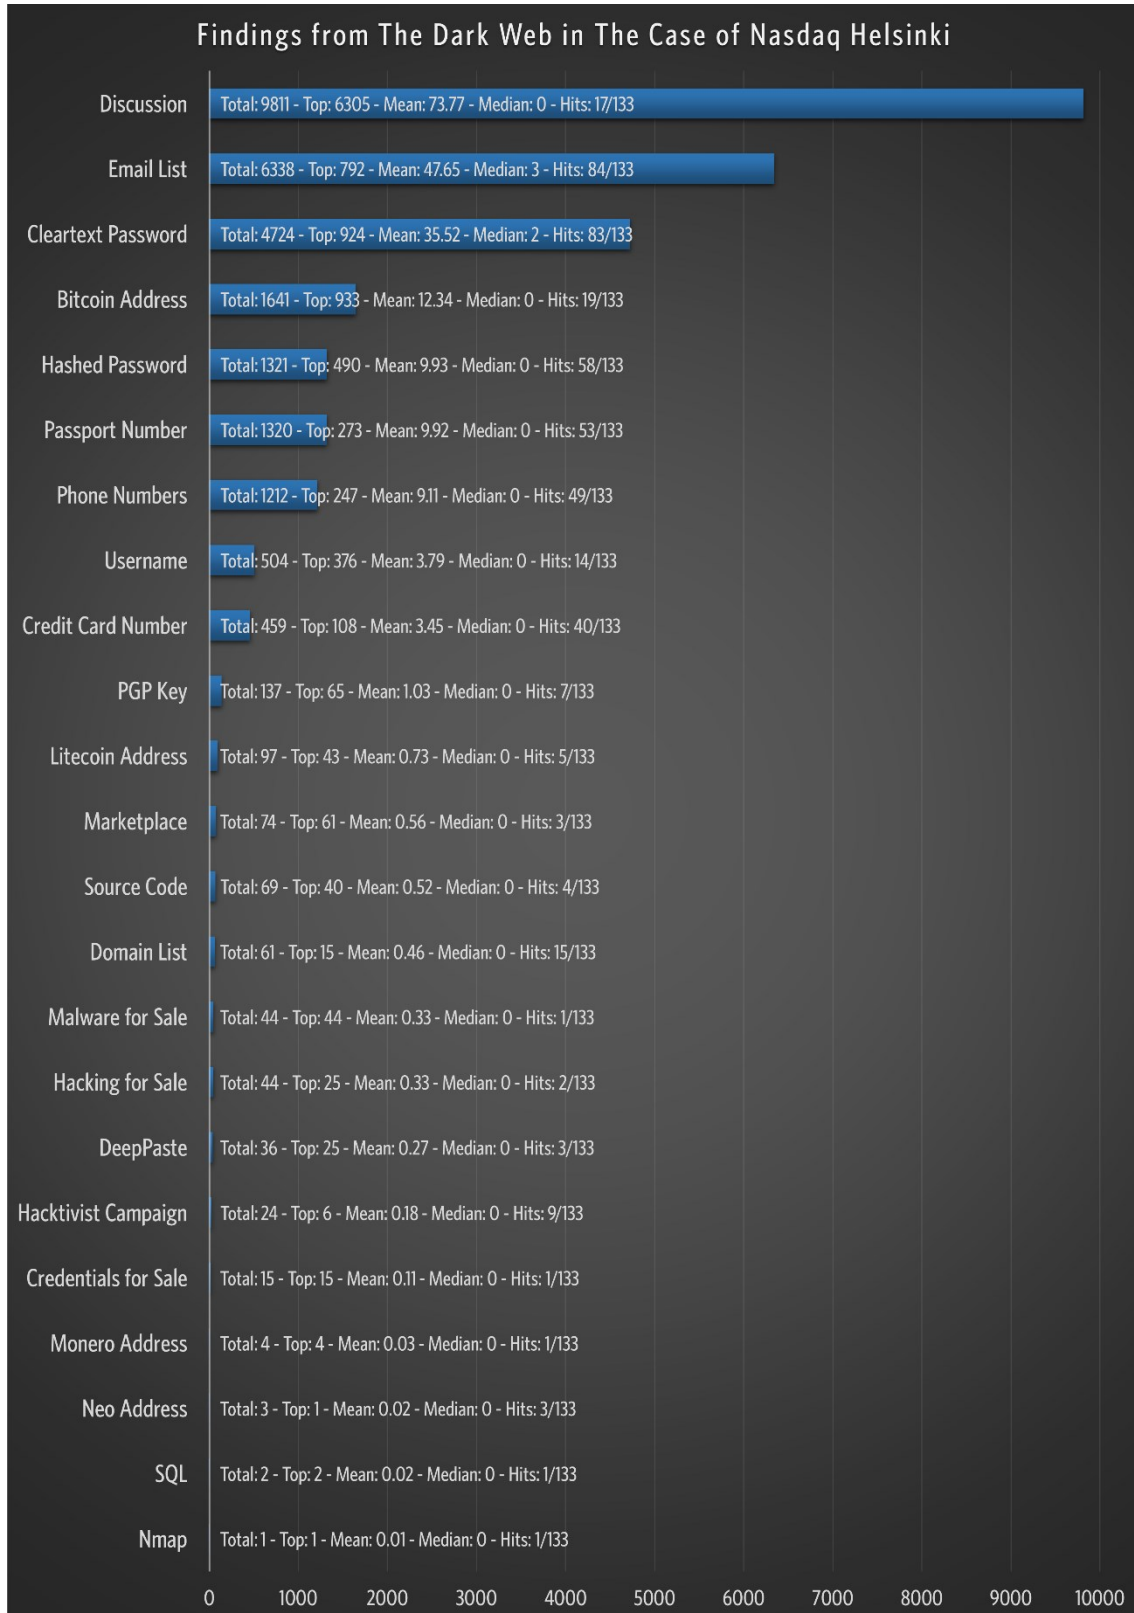 Findings from The Dark Web in The Case of Nasdaq Helsinki
Discussion Total: 9811 - Top: 6305 - Mean: 73.77 - Median: 0 - Hits: 17/133
Email List Total: 6338 - Top: 792 - Mean: 47.65 - Median: 3 - Hits: 84/133
Cleartext Password Total: 4724 - Top: 924 - Mean: 35.52 - Median: 2 - Hits: 83/133
Bitcoin Address Total: 1641 - Top: 933 - Mean: 12.34 - Median: 0 - Hits: 19/133
Hashed Password Total: 1321 - Top: 490 - Mean: 9.93 - Median: 0 - Hits: 58/133
Passport Number Total: 1320 - Top: 273 - Mean: 9.92 - Median: 0 - Hits: 53/133
Phone Numbers Total: 1212 - Top: 247 - Mean: 9.11 - Median: 0 - Hits: 49/133
Username Total: 504 - Top: 376 - Mean: 3.79 - Median: 0 - Hits: 14/133
Credit Card Number Total: 459 - Top: 108 - Mean: 3.45 - Median: 0 - Hits: 40/133
PGP Key Total: 137 - Top: 65 - Mean: 1.03 - Median: 0 - Hits: 7/133
Litecoin Address Total: 97 - Top: 43 - Mean: 0.73 - Median: 0 - Hits: 5/133
Marketplace Total: 74 - Top: 61 - Mean: 0.56 - Median: 0 - Hits: 3/133
Source Code Total: 69 - Top: 40 - Mean: 0.52 - Median: 0 - Hits: 4/133
Domain List Total: 61 - Top: 15 - Mean: 0.46 - Median: 0 - Hits: 15/133
Malware for Sale Total: 44 - Top: 44 - Mean: 0.33 - Median: 0 - Hits: 1/133
Hacking for Sale Total: 44 - Top: 25 - Mean: 0.33 - Median: 0 - Hits: 2/133
DeepPaste Total: 36 - Top: 25 - Mean: 0.27 - Median: 0 - Hits: 3/133
Hacktivist Campaign Total: 24 - Top: 6 - Mean: 0.18 - Median: 0 - Hits: 9/133
Credentials for Sale Total: 15 - Top: 15 - Mean: 0.11 - Median: 0 - Hits: 1/133
Monero Address Total: 4 - Top: 4 - Mean: 0.03 - Median: 0 - Hits: 1/133
Neo Address Total: 3 - Top: 1 - Mean: 0.02 - Median: 0 - Hits: 3/133
SQL Total: 2 - Top: 2 - Mean: 0.02 - Median: 0 - Hits: 1/133
Nmap Total: 1 - Top: 1 - Mean: 0.01 - Median: 0 - Hits: 1/133
0 1000 2000 3000 4000 5000 6000 7000 8000 9000 10000